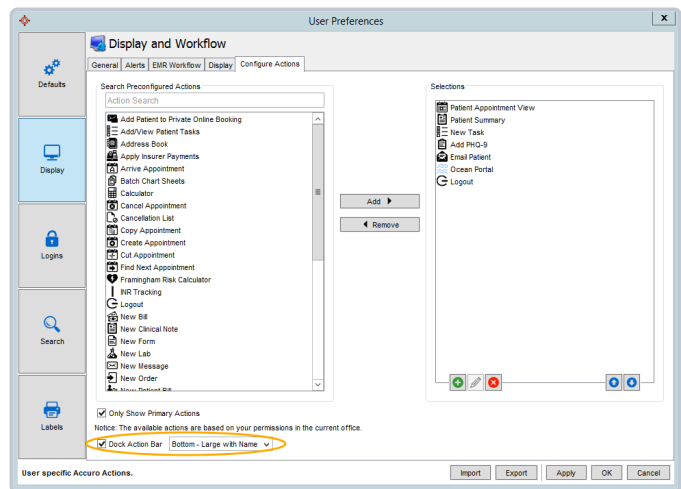 User Preferences
x
Display and Workflow
General Alerts EMR Workflow Display Configure Actions
Defaults
Display
Logins
Search
Labels
Search Preconfigured Actions
Action Search
Add Patient to Private Online Booking
Add/View Patient Tasks
Address Book
Apply Insurer Payments
Arrive Appointment
Batch Chart Sheets
Calculator
Cancel Appointment
Cancellation List
Copy Appointment
Create Appointment
Cut Appointment
Find Next Appointment
Framingham Risk Calculator
INR Tracking
Logout
New Bill
New Clinical Note
New Form
New Lab
New Message
New Order
New Patient Bill
Add
Remove
Selections
Patient Appointment View
Patient Summary
New Task
Add PHQ-9
Email Patient
Ocean Portal
Logout
Only Show Primary Actions
Notice: The available actions are based on your permissions in the current office.
Dock Action Bar Bottom - Large with Name
User specific Accuro Actions.
Import Export Apply OK Cancel